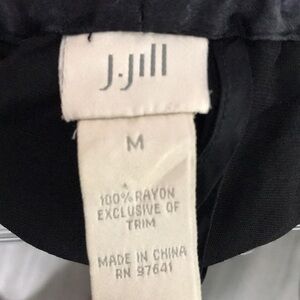 J.Jill
M
100% RAYON
EXCLUSIVE OF
TRIM
MADE IN CHINA
RN 97641